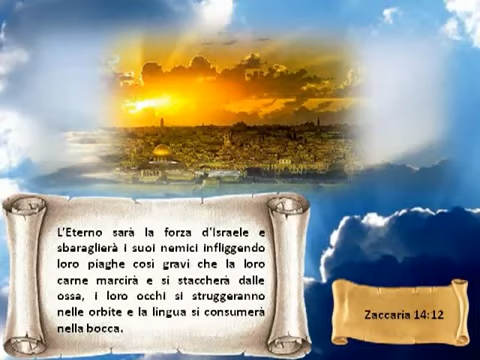 L'Eterno sarà la forza d'Israele e
sbaraglierà i suoi nemici infliggendo
loro piaghe così gravi che la loro
carne marcirà e si staccherà dalle
ossa, i loro occhi si struggeranno
nelle orbite e la lingua si consumerà
nella bocca.
Zaccaria 14:12